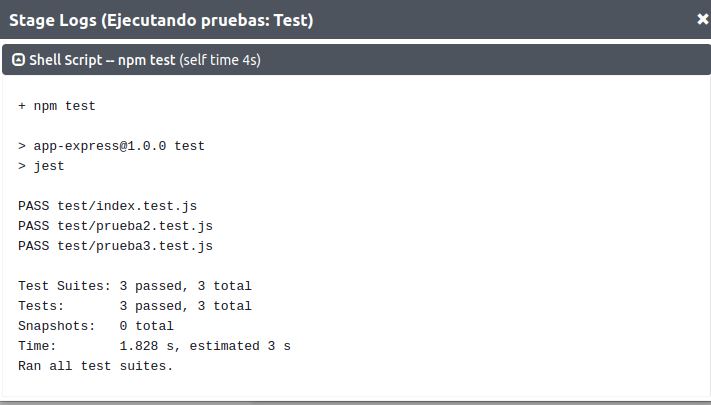 Stage Logs (Ejecutando pruebas: Test)
Shell Script -- npm test (self time 4s)
+ npm test
> app-express@1.0.0 test
> jest
PASS test/index.test.js
PASS test/prueba2.test.js
PASS test/prueba3.test.js
Test Suites: 3 passed, 3 total
Tests:       3 passed, 3 total
Snapshots:   0 total
Time:        1.828 s, estimated 3 s
Ran all test suites.